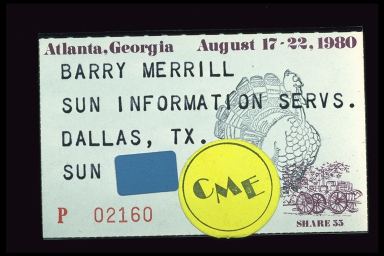 Atlanta, Georgia August 17-22, 1980
BARRY MERRILL
SUN INFORMATION SERVS.
DALLAS, TX.
SUN
CME
P 02160
SHARE 55